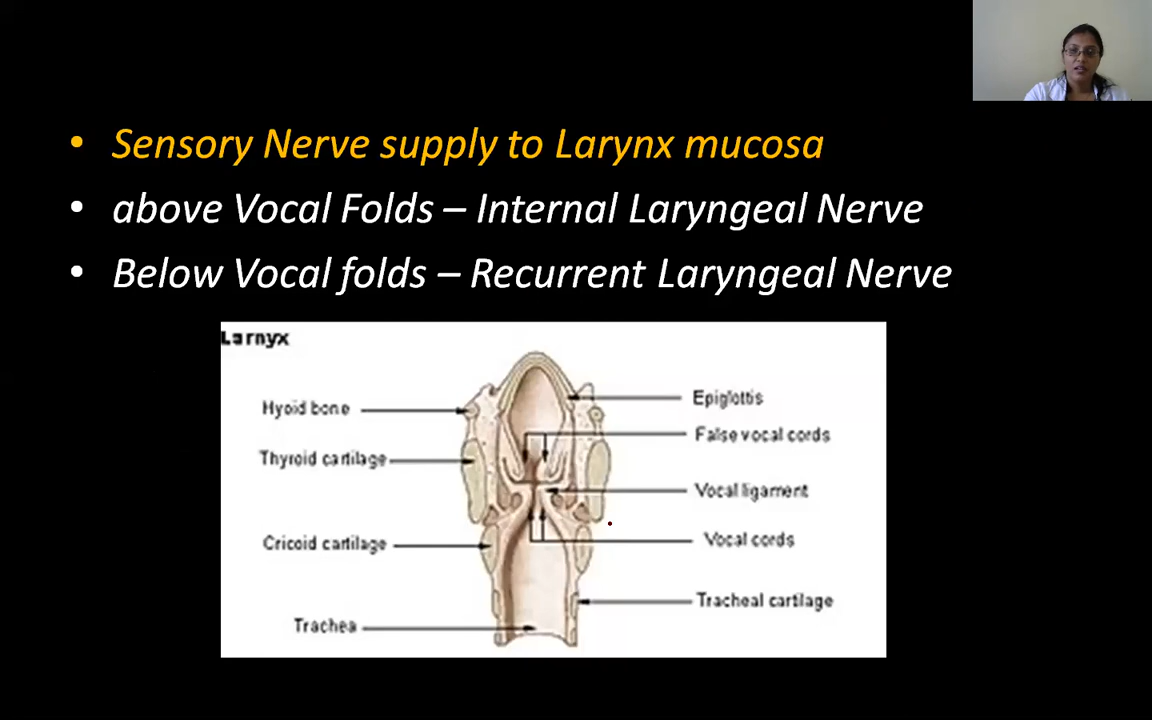 • Sensory Nerve supply to Larynx mucosa
• above Vocal Folds – Internal Laryngeal Nerve
• Below Vocal folds – Recurrent Laryngeal Nerve
Larnyx
Hyoid bone
Epiglottis
False vocal cords
Thyroid cartilage
Vocal ligament
Cricoid cartilage
Vocal cords
Tracheal cartilage
Trachea